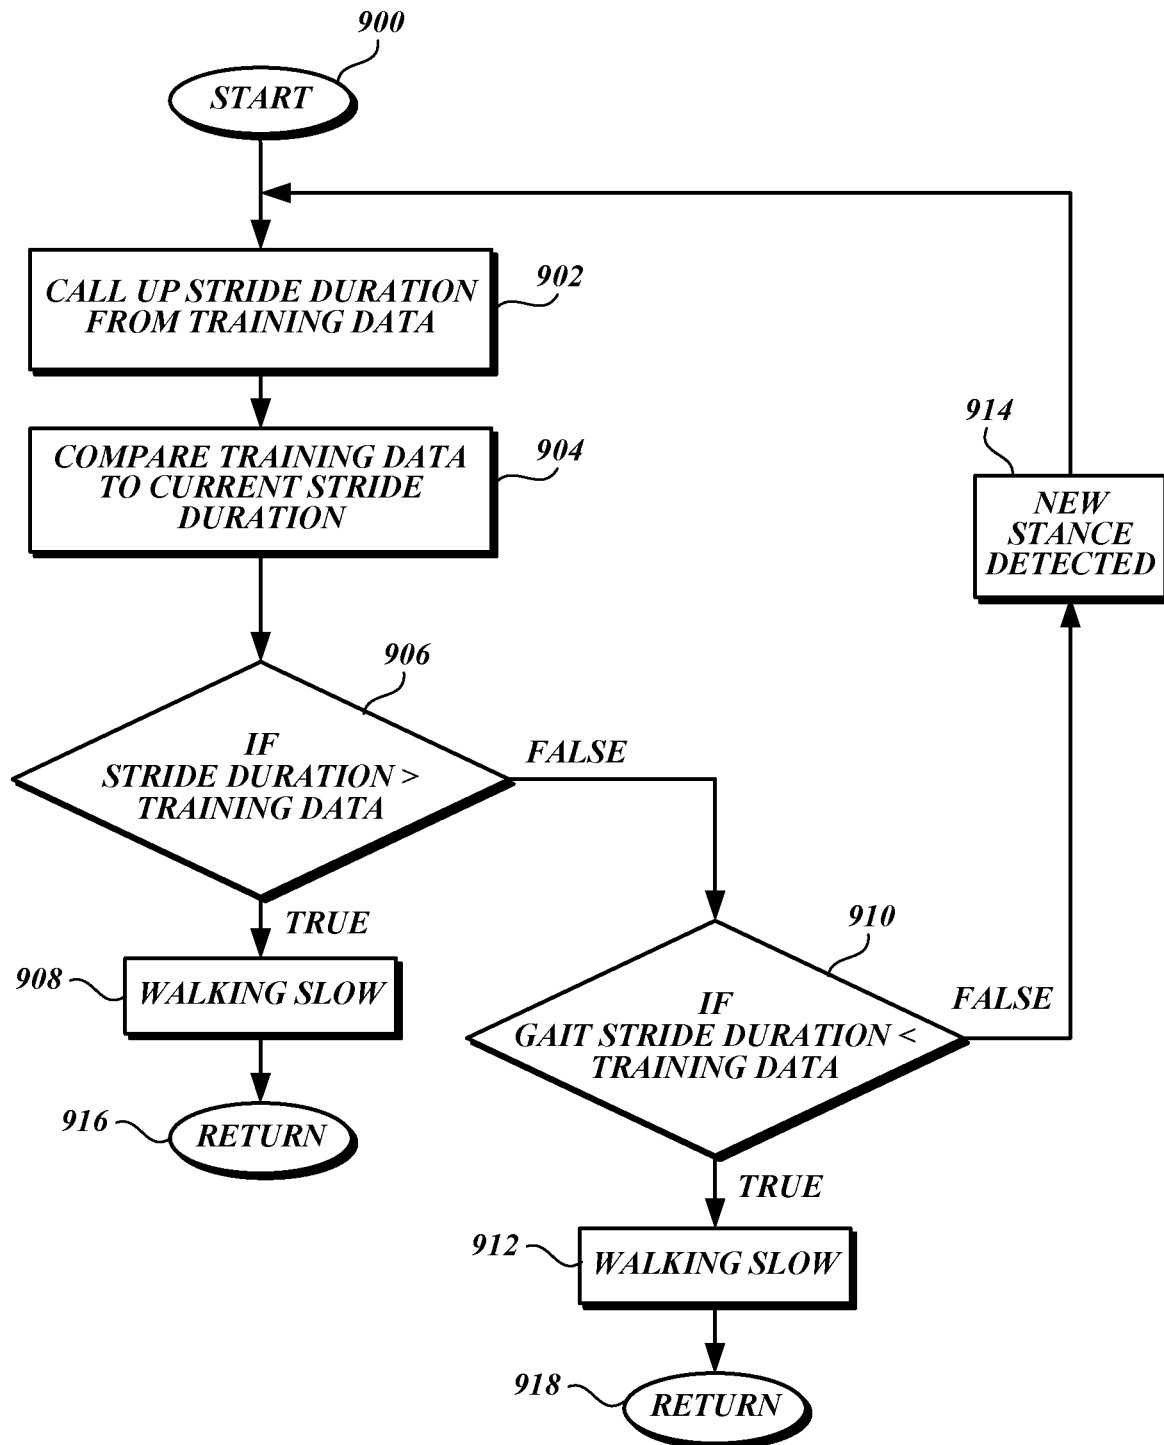 900
START
CALL UP STRIDE DURATION
FROM TRAINING DATA
902
COMPARE TRAINING DATA
TO CURRENT STRIDE
DURATION
904
914
NEW
STANCE
DETECTED
906
IF
STRIDE DURATION >
TRAINING DATA
FALSE
TRUE
908
WALKING SLOW
916
RETURN
910
IF
GAIT STRIDE DURATION <
TRAINING DATA
FALSE
TRUE
912
WALKING SLOW
918
RETURN